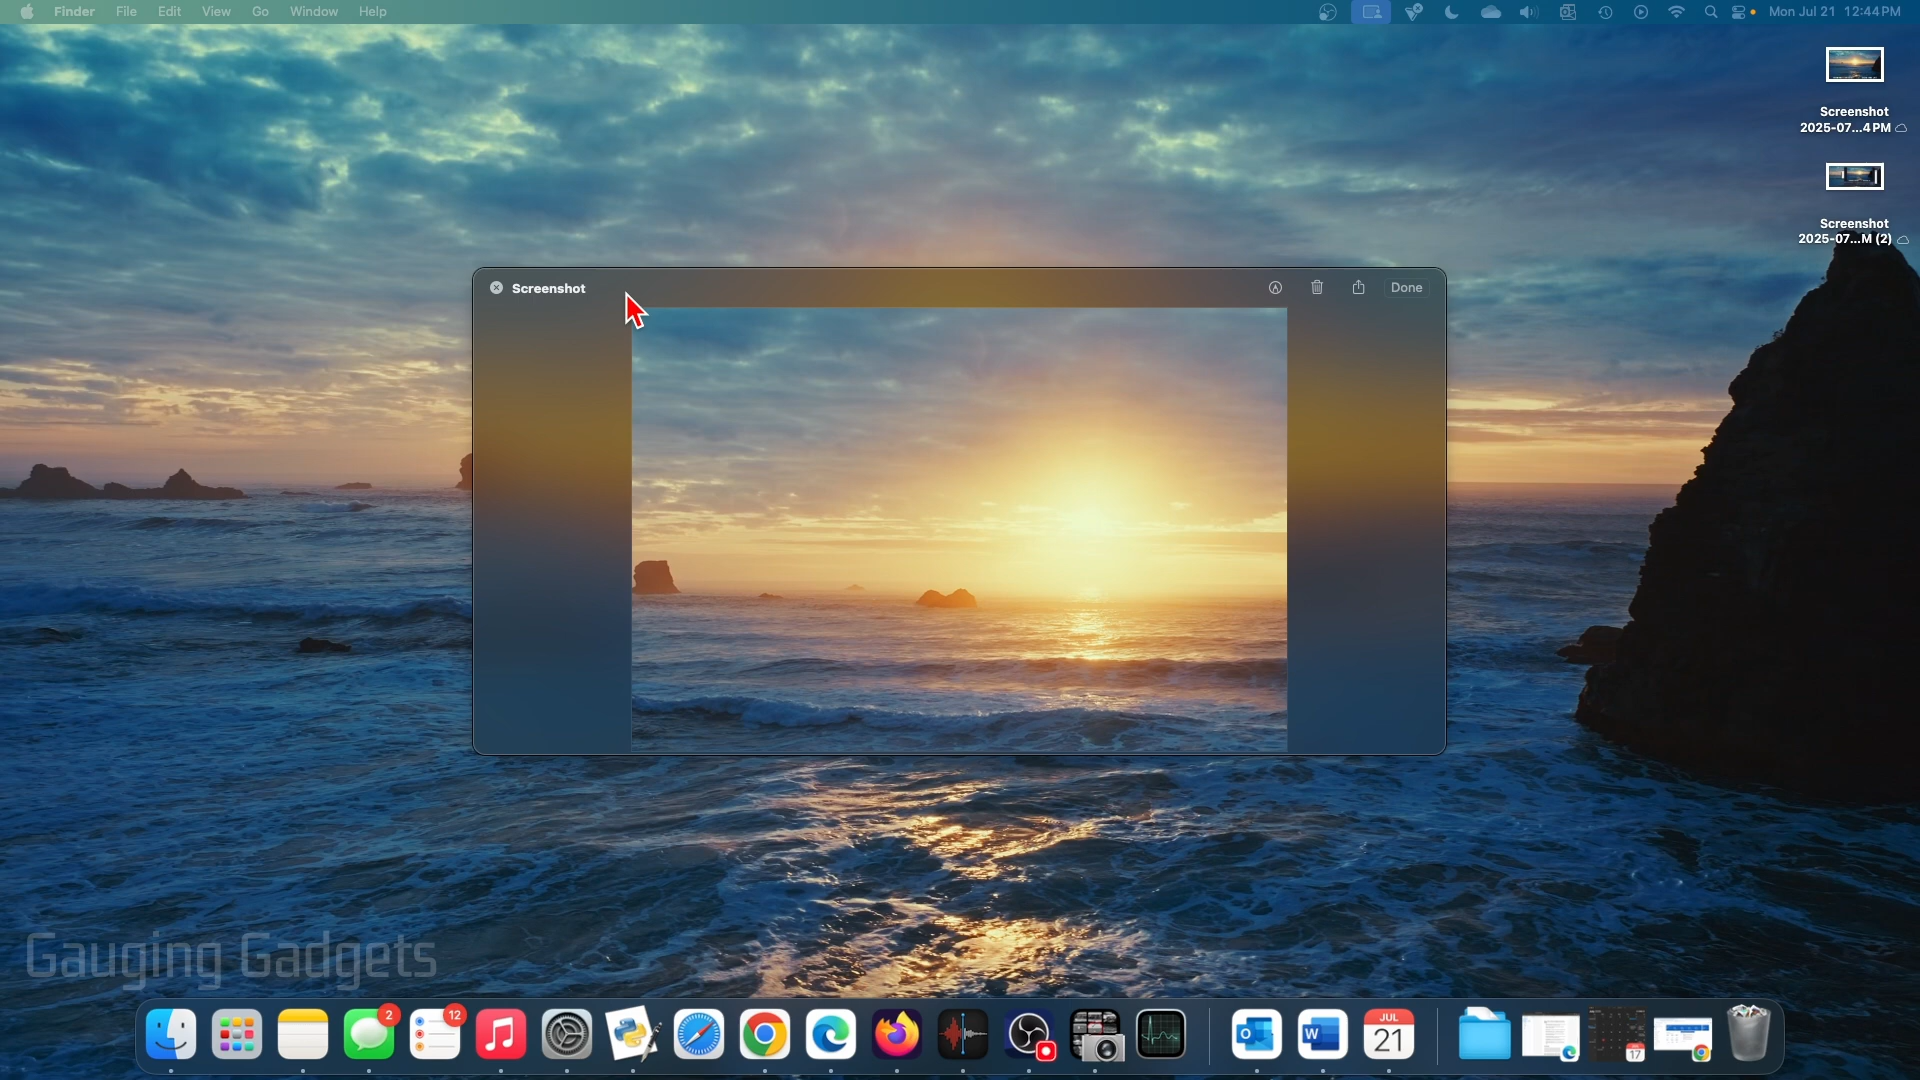 Finder File Edit View Go Window Help
Mon Jul 21 12:44 PM
Screenshot
2025-07...4 PM
Screenshot
2025-07...M (2)
Screenshot
Done
Gauging Gadgets
2
12
JUL
21
O
W
17